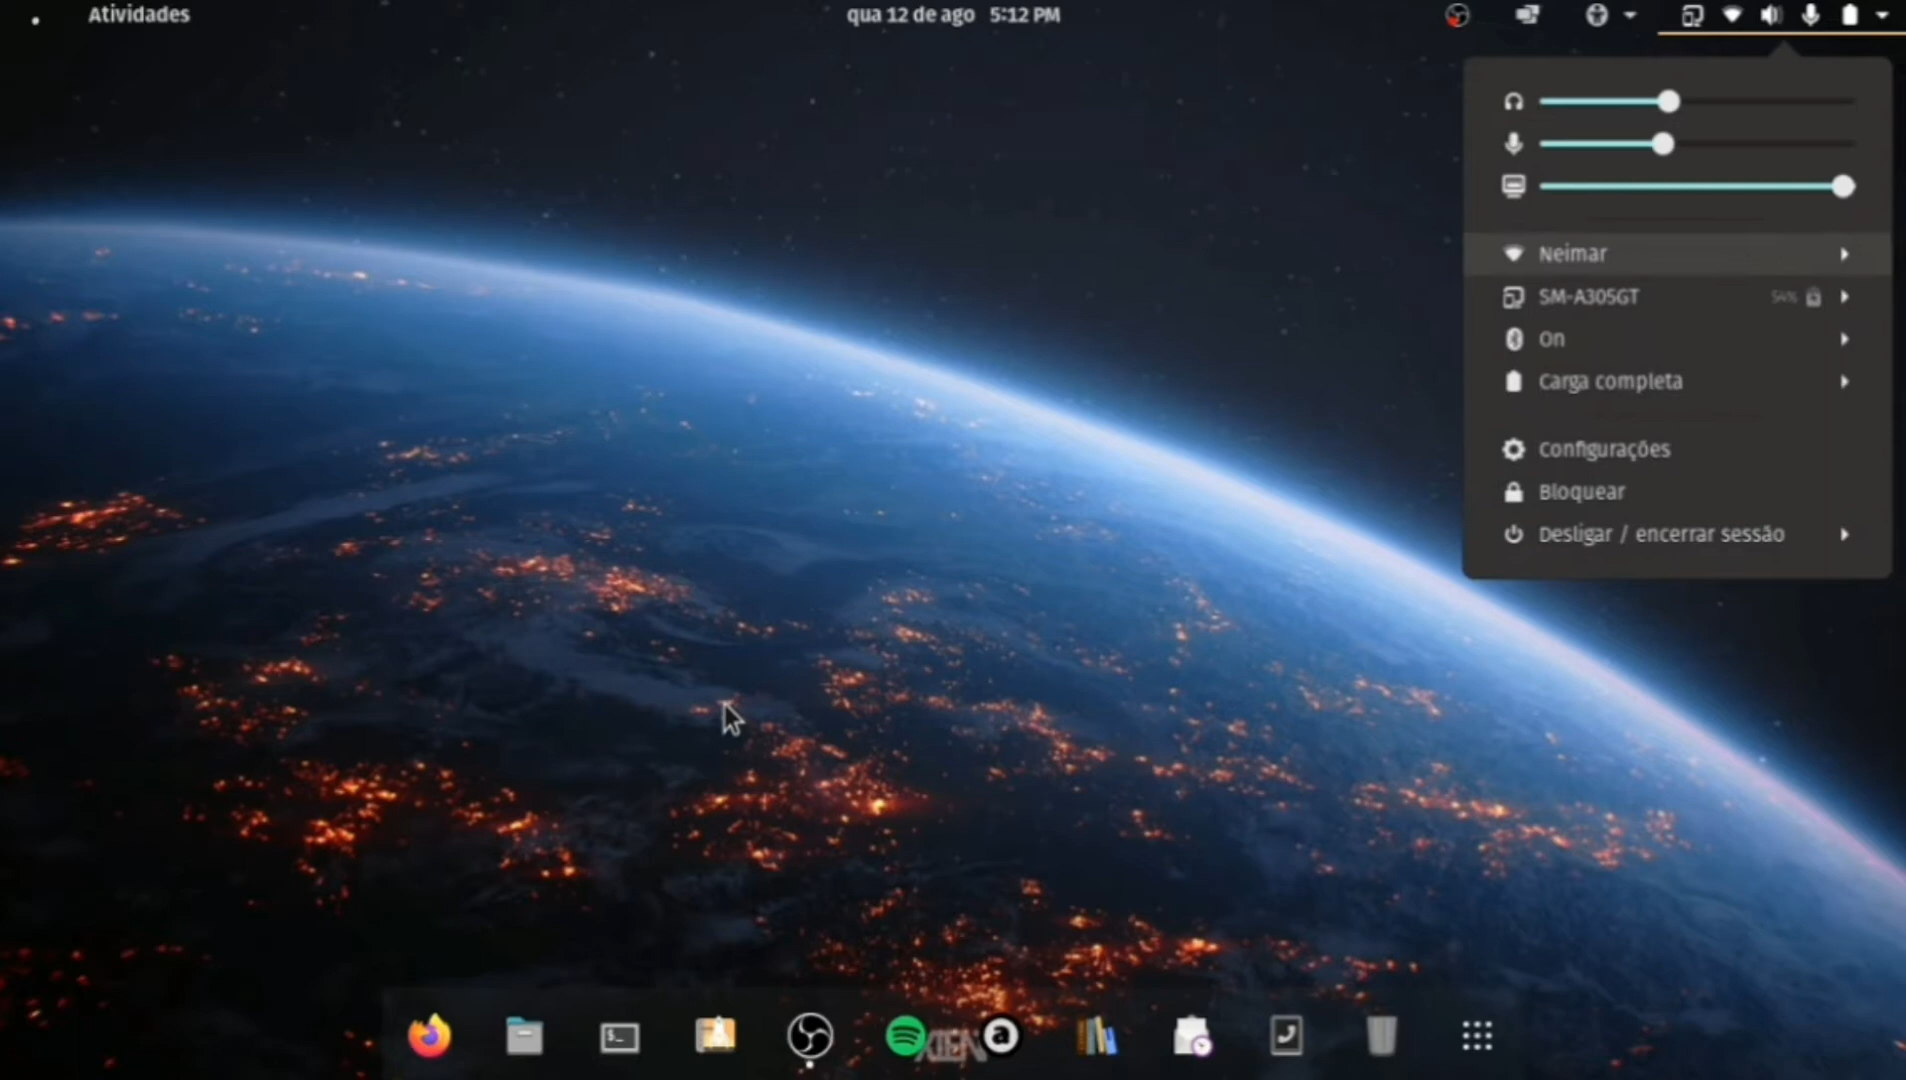 Atividades
qua 12 de ago 5:12 PM
Neimar
SM-A305GT 54%
On
Carga completa
Configurações
Bloquear
Desligar / encerrar sessão
$_
a